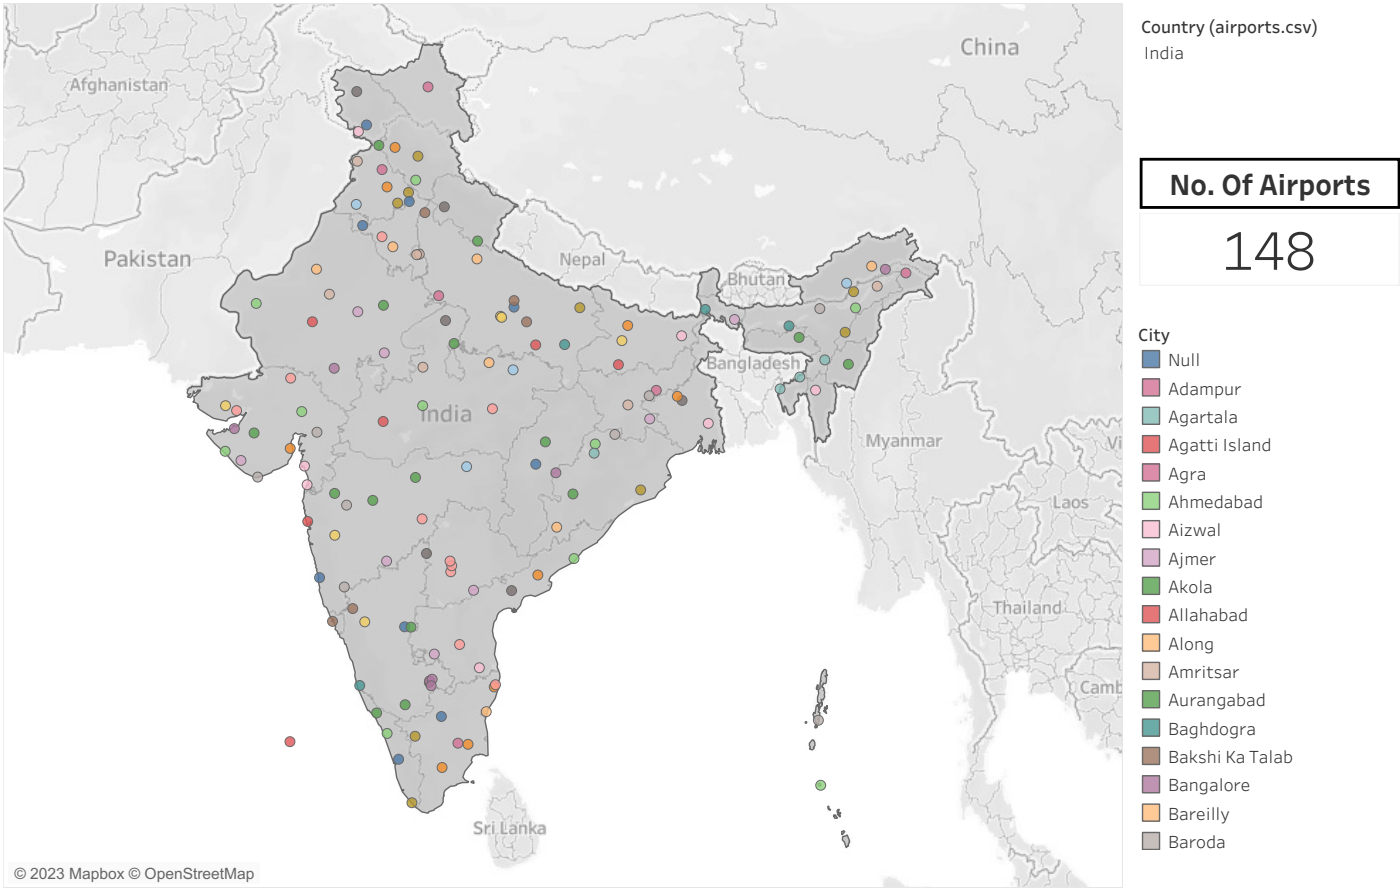 China
Afghanistan
Pakistan
Nepal
Bhutan
Bangladesh
India
Myanmar
Vi
Laos
Thailand
Camb
Sri Lanka
© 2023 Mapbox © OpenStreetMap
Country (airports.csv)
India
No. Of Airports
148
City
Null
Adampur
Agartala
Agatti Island
Agra
Ahmedabad
Aizwal
Ajmer
Akola
Allahabad
Along
Amritsar
Aurangabad
Baghdogra
Bakshi Ka Talab
Bangalore
Bareilly
Baroda